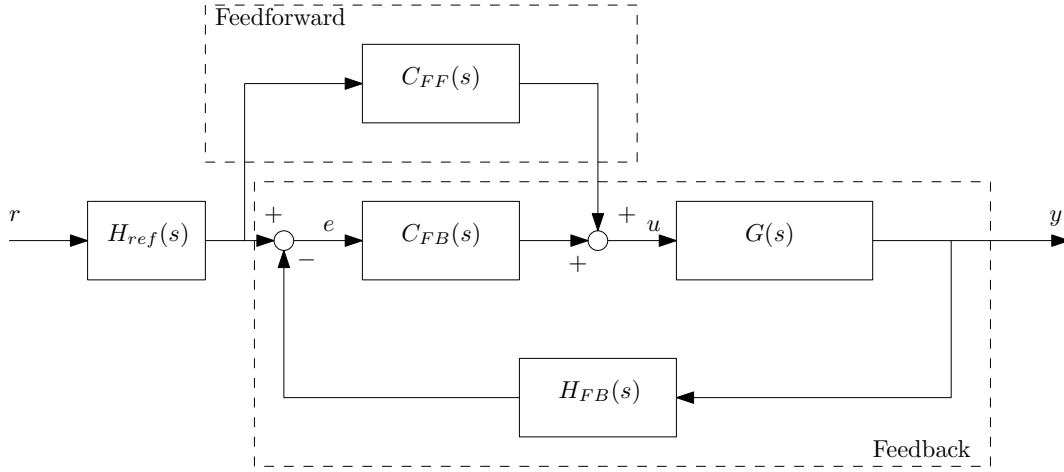 Feedforward
C_{FF}(s)
r
H_{ref}(s)
+
e
C_{FB}(s)
+
u
G(s)
y
−
+
H_{FB}(s)
Feedback